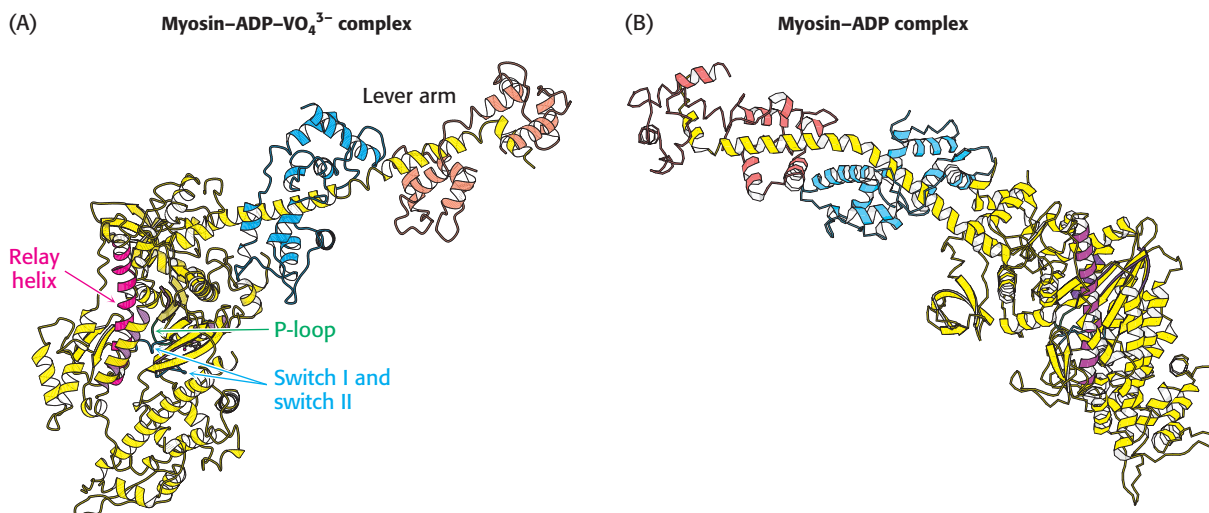 (A) Myosin–ADP–VO₄³⁻ complex
(B) Myosin–ADP complex
Lever arm
Relay
helix
P-loop
Switch I and
switch II